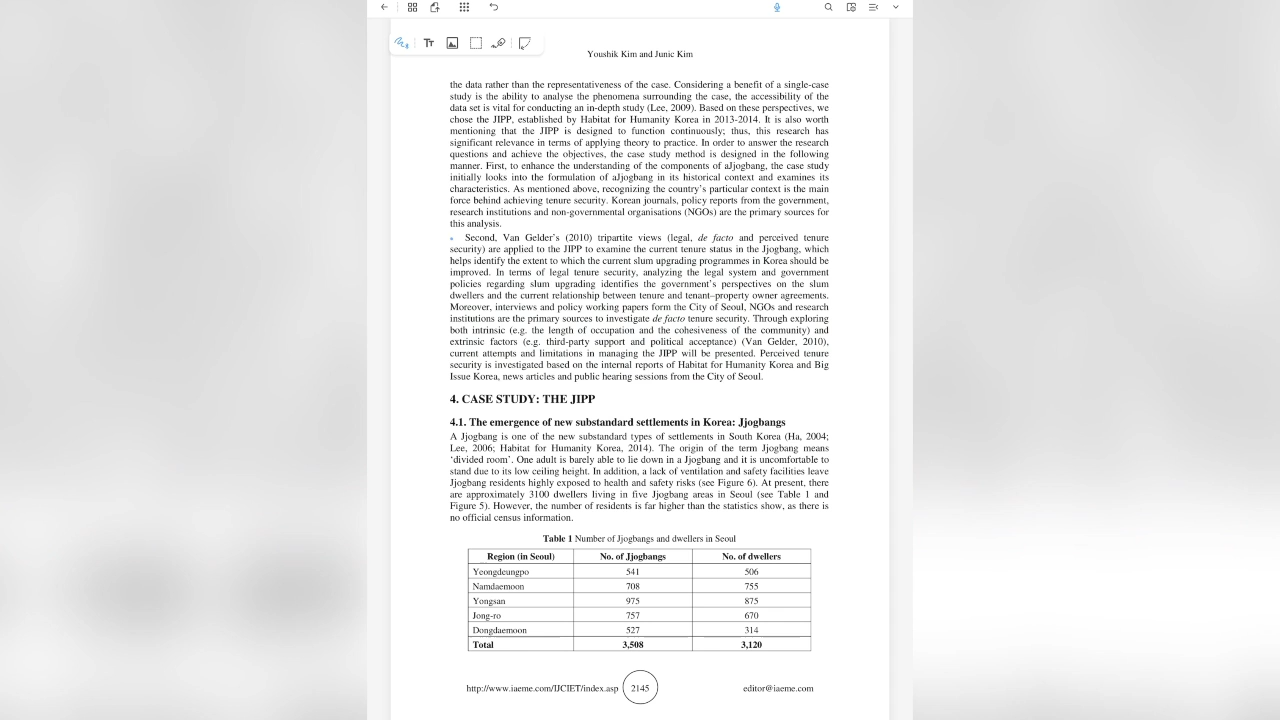 Youshik Kim and Junic Kim
the data rather than the representativeness of the case. Considering a benefit of a single-case
study is the ability to analyse the phenomena surrounding the case, the accessibility of the
data set is vital for conducting an in-depth study (Lee, 2009). Based on these perspectives, we
chose the JIPP, established by Habitat for Humanity Korea in 2013-2014. It is also worth
mentioning that the JIPP is designed to function continuously; thus, this research has
significant relevance in terms of applying theory to practice. In order to answer the research
questions and achieve the objectives, the case study method is designed in the following
manner. First, to enhance the understanding of the components of aJjogbang, the case study
initially looks into the formulation of aJjogbang in its historical context and examines its
characteristics. As mentioned above, recognizing the country's particular context is the main
force behind achieving tenure security. Korean journals, policy reports from the government,
research institutions and non-governmental organisations (NGOs) are the primary sources for
this analysis.
Second, Van Gelder's (2010) tripartite views (legal, de facto and perceived tenure
security) are applied to the JIPP to examine the current tenure status in the Jjogbang, which
helps identify the extent to which the current slum upgrading programmes in Korea should be
improved. In terms of legal tenure security, analyzing the legal system and government
policies regarding slum upgrading identifies the government's perspectives on the slum
dwellers and the current relationship between tenure and tenant–property owner agreements.
Moreover, interviews and policy working papers form the City of Seoul, NGOs and research
institutions are the primary sources to investigate de facto tenure security. Through exploring
both intrinsic (e.g. the length of occupation and the cohesiveness of the community) and
extrinsic factors (e.g. third-party support and political acceptance) (Van Gelder, 2010),
current attempts and limitations in managing the JIPP will be presented. Perceived tenure
security is investigated based on the internal reports of Habitat for Humanity Korea and Big
Issue Korea, news articles and public hearing sessions from the City of Seoul.
4. CASE STUDY: THE JIPP
4.1. The emergence of new substandard settlements in Korea: Jjogbangs
A Jjogbang is one of the new substandard types of settlements in South Korea (Ha, 2004;
Lee, 2006; Habitat for Humanity Korea, 2014). The origin of the term Jjogbang means
'divided room'. One adult is barely able to lie down in a Jjogbang and it is uncomfortable to
stand due to its low ceiling height. In addition, a lack of ventilation and safety facilities leave
Jjogbang residents highly exposed to health and safety risks (see Figure 6). At present, there
are approximately 3100 dwellers living in five Jjogbang areas in Seoul (see Table 1 and
Figure 5). However, the number of residents is far higher than the statistics show, as there is
no official census information.
Table 1 Number of Jjogbangs and dwellers in Seoul
Region (in Seoul) No. of Jjogbangs No. of dwellers
Yeongdeungpo 541 506
Namdaemoon 708 755
Yongsan 975 875
Jong-ro 757 670
Dongdaemoon 527 314
Total 3,508 3,120
http://www.iaeme.com/IJCIET/index.asp 2145 editor@iaeme.com